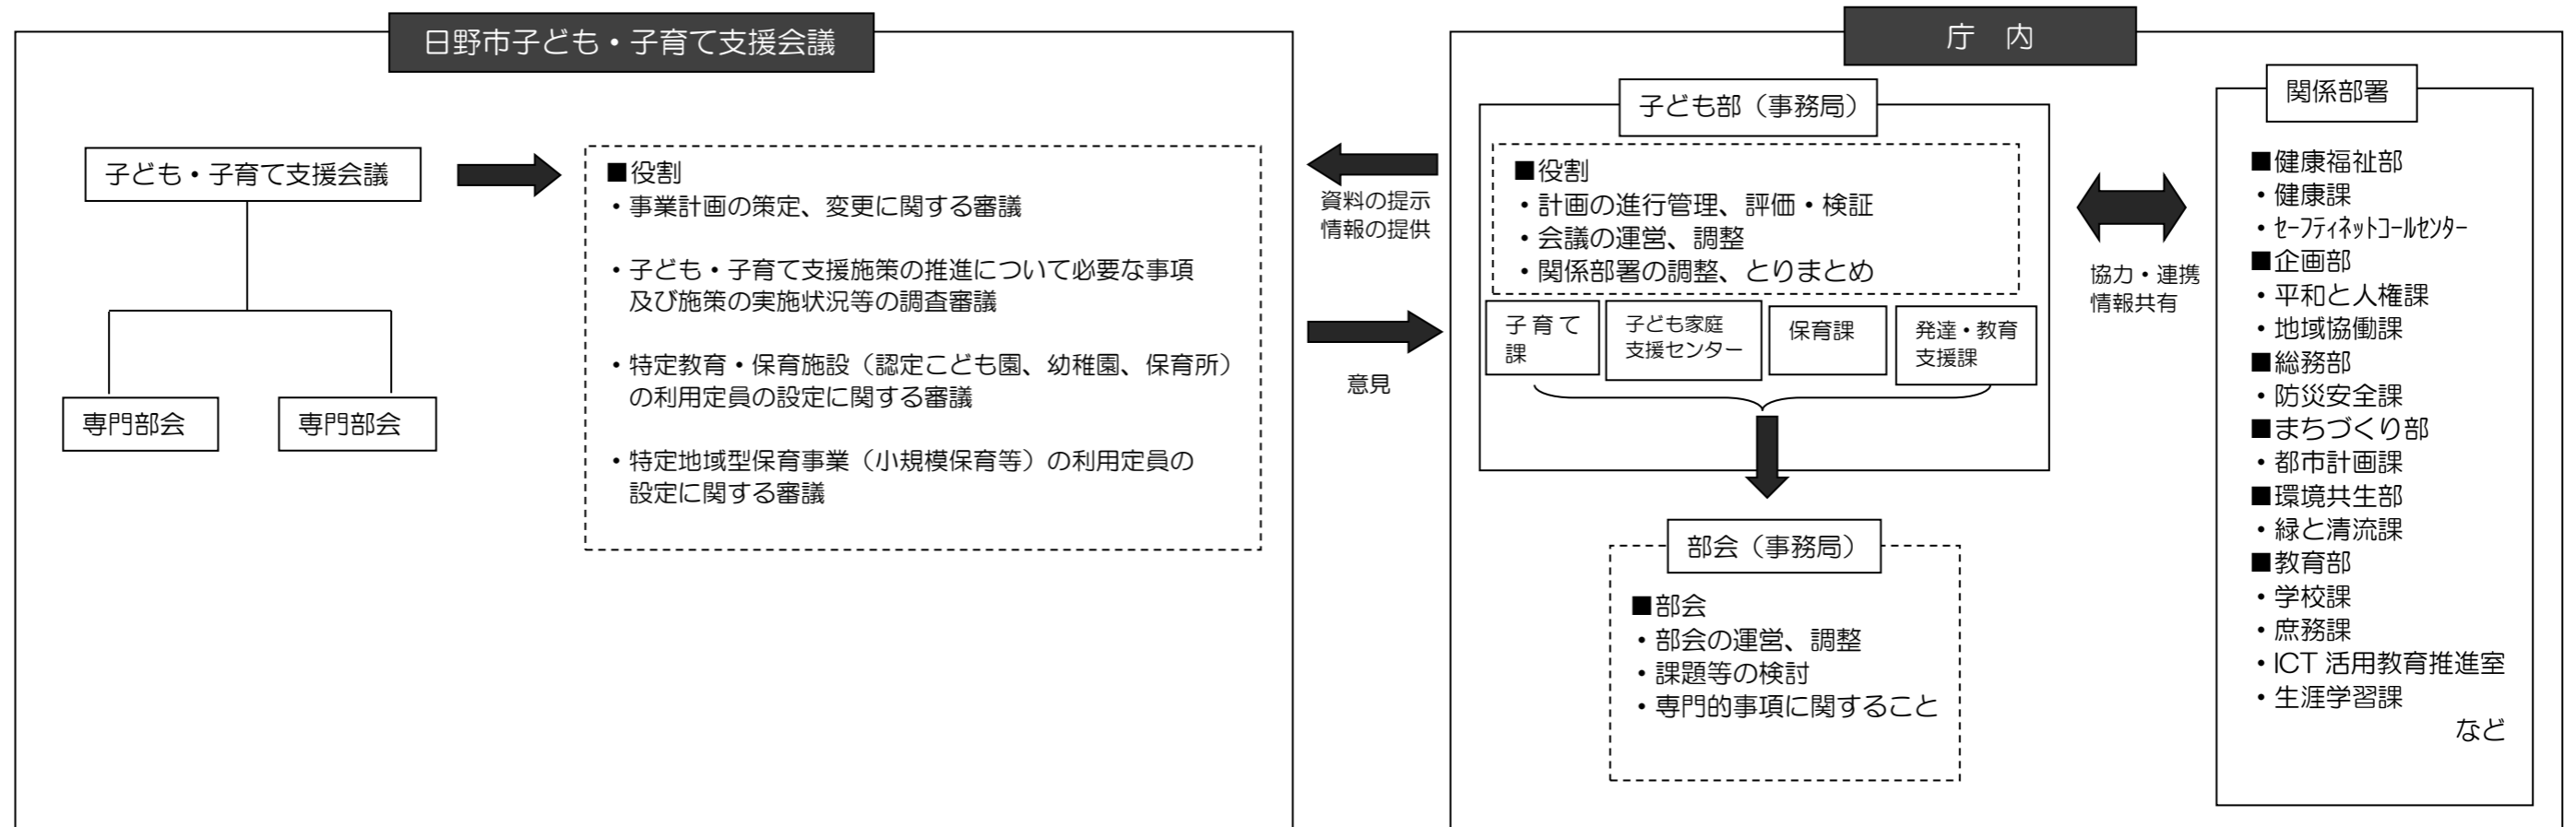 日野市子ども・子育て支援会議
子ども・子育て支援会議
専門部会
専門部会
■役割
・事業計画の策定、変更に関する審議
・子ども・子育て支援施策の推進について必要な事項
及び施策の実施状況等の調査審議
・特定教育・保育施設（認定こども園、幼稚園、保育所）
の利用定員の設定に関する審議
・特定地域型保育事業（小規模保育等）の利用定員の
設定に関する審議
資料の提示
情報の提供
意見
庁　内
子ども部（事務局）
■役割
・計画の進行管理、評価・検証
・会議の運営、調整
・関係部署の調整、とりまとめ
子育て
課
子ども家庭
支援センター
保育課
発達・教育
支援課
部会（事務局）
■部会
・部会の運営、調整
・課題等の検討
・専門的事項に関すること
協力・連携
情報共有
関係部署
■健康福祉部
・健康課
・ｾｰﾌﾃｨﾈｯﾄｺｰﾙｾﾝﾀｰ
■企画部
・平和と人権課
・地域協働課
■総務部
・防災安全課
■まちづくり部
・都市計画課
■環境共生部
・緑と清流課
■教育部
・学校課
・庶務課
・ICT 活用教育推進室
・生涯学習課
など